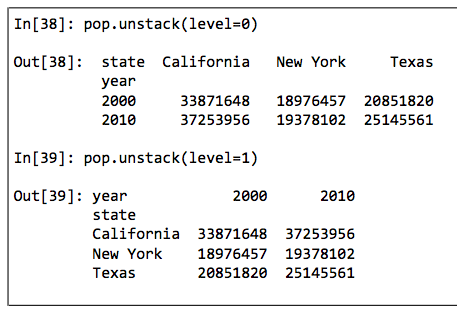 In[38]: pop.unstack(level=0)
Out[38]:  state  California   New York     Texas
          year
          2000     33871648  18976457  20851820
          2010     37253956  19378102  25145561
In[39]: pop.unstack(level=1)
Out[39]: year            2000      2010
         state
         California  33871648  37253956
         New York    18976457  19378102
         Texas       20851820  25145561